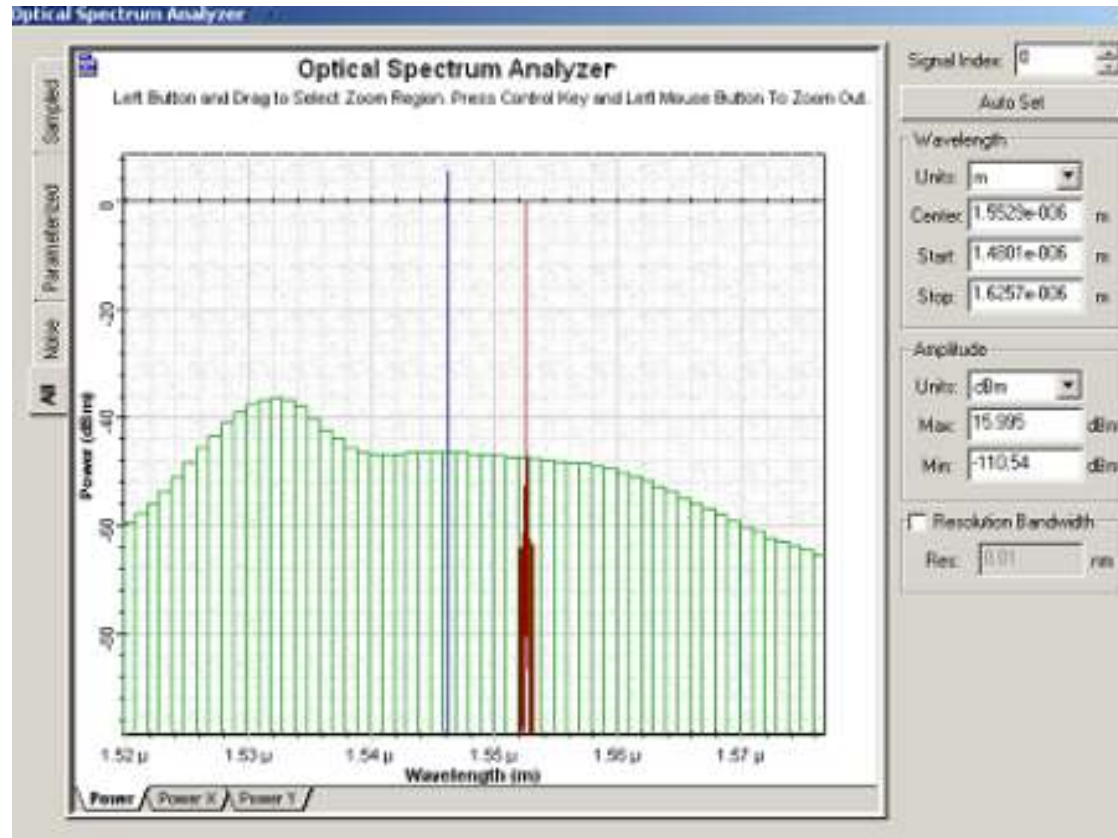 Optical Spectrum Analyzer
Optical Spectrum Analyzer
Left Button and Drag to Select Zoom Region. Press Control Key and Left Mouse Button To Zoom Out.
Sampled
Parameterized
Noise
All
Power (dBm)
0
-20
-40
-60
-80
1.52 µ
1.53 µ
1.54 µ
1.55 µ
1.56 µ
1.57 µ
Wavelength (m)
Power
Power X
Power Y
Signal Index: 0
Auto Set
Wavelength
Units: m
Center: 1.5529e-006 m
Start: 1.4801e-006 m
Stop: 1.6257e-006 m
Amplitude
Units: dBm
Max: 15.995 dBm
Min: -110.54 dBm
Resolution Bandwidth
Res: 0.01 nm